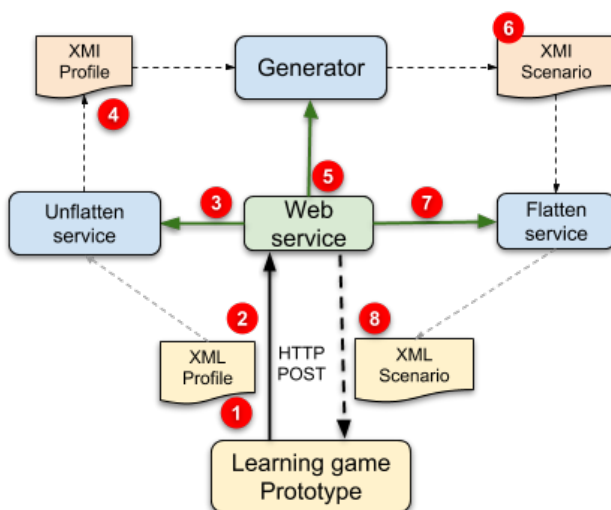 6
XMI
Profile
Generator
XMI
Scenario
4
3
5
7
Unflatten
service
Web
service
Flatten
service
2
8
XML
Profile
HTTP
POST
XML
Scenario
1
Learning game
Prototype